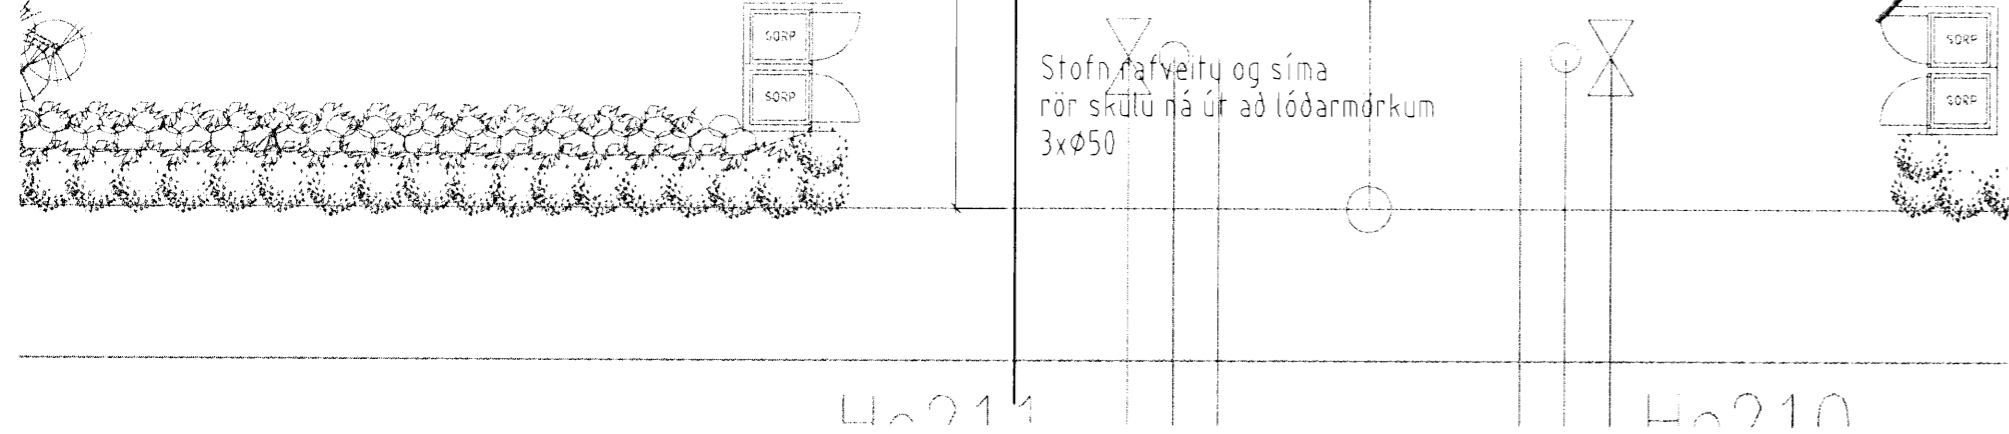 SORP
SORP
Stofn rafveitu og síma
rör skulu ná út að lóðarmörkum
3xø50
SORP
SORP